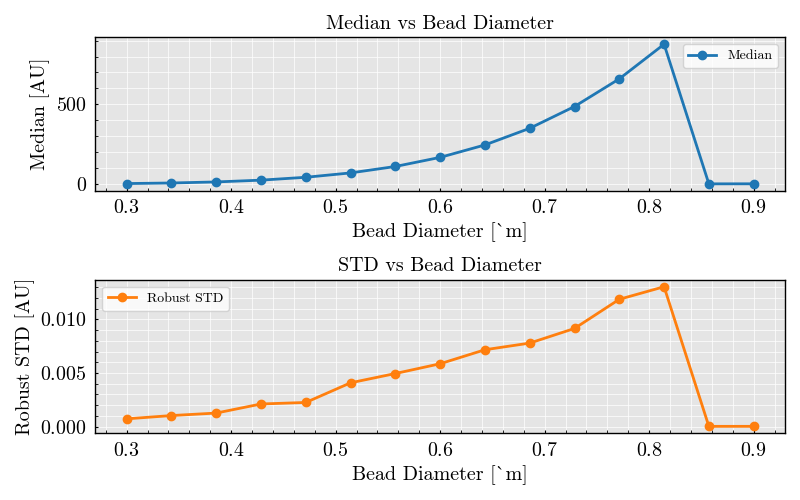 Median vs Bead Diameter
Median [AU]
500
0
Median
0.3 0.4 0.5 0.6 0.7 0.8 0.9
Bead Diameter [`m]
STD vs Bead Diameter
Robust STD [AU]
0.010
0.005
0.000
Robust STD
0.3 0.4 0.5 0.6 0.7 0.8 0.9
Bead Diameter [`m]